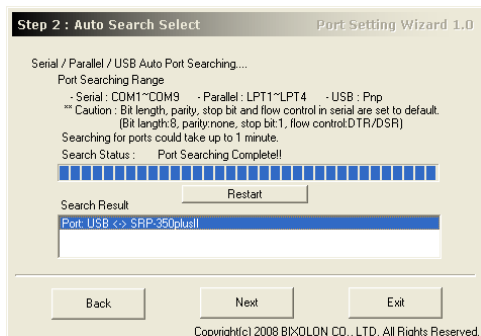 Step 2 : Auto Search Select
Port Setting Wizard 1.0
Serial / Parallel / USB Auto Port Searching....
Port Searching Range
- Serial : COM1~COM9 - Parallel : LPT1~LPT4 - USB : Pnp
** Caution : Bit length, parity, stop bit and flow control in serial are set to default.
(Bit length:8, parity:none, stop bit:1, flow control:DTR/DSR)
Searching for ports could take up to 1 minute.
Search Status : Port Searching Complete!!
Restart
Search Result
Port: USB <-> SRP-350plusII
Back Next Exit
Copyright(c) 2008 BIXOLON CO., LTD. All Rights Reserved.